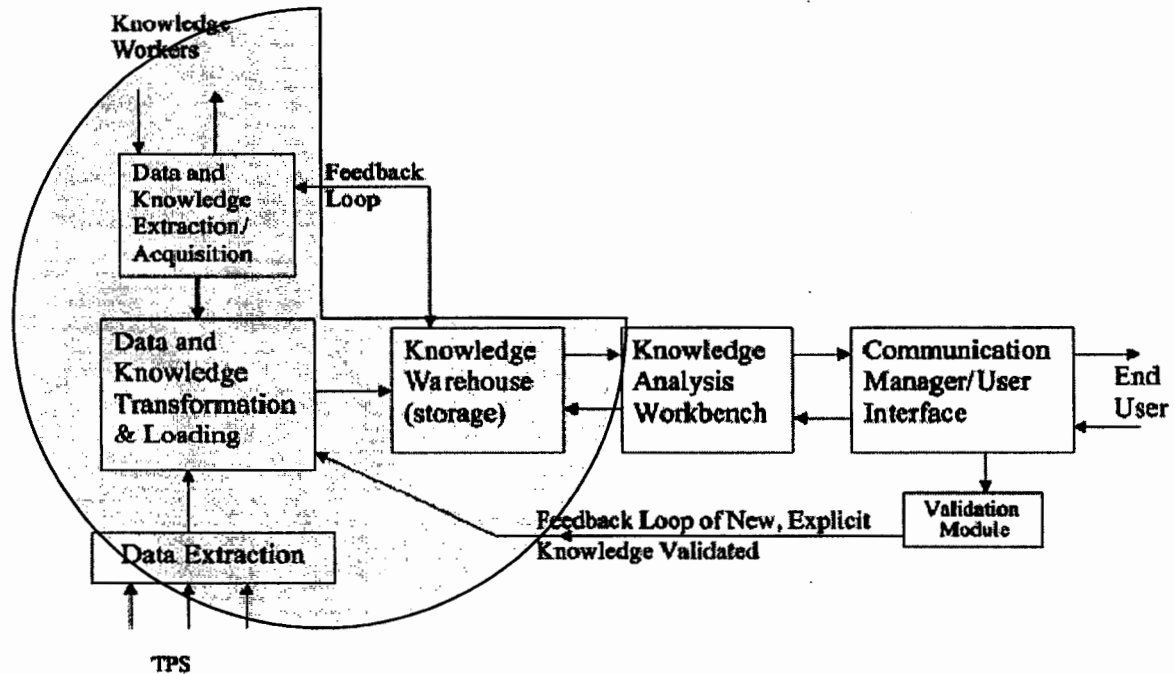 Knowledge
Workers
Data and
Knowledge
Extraction/
Acquisition
Feedback
Loop
Data and
Knowledge
Transformation
& Loading
Knowledge
Warehouse
(storage)
Knowledge
Analysis
Workbench
Communication
Manager/User
Interface
End
User
Validation
Module
Feedback Loop of New, Explicit
Knowledge Validated
Data Extraction
TPS